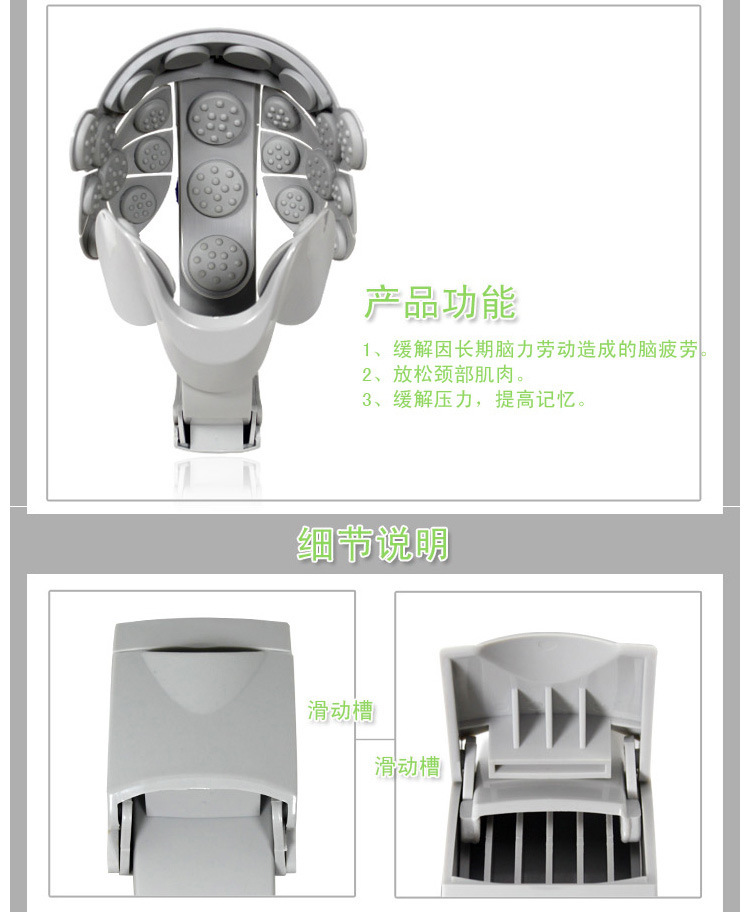 产品功能
1、缓解因长期脑力劳动造成的脑疲劳。
2、放松颈部肌肉。
3、缓解压力，提高记忆。
细节说明
滑动槽
滑动槽